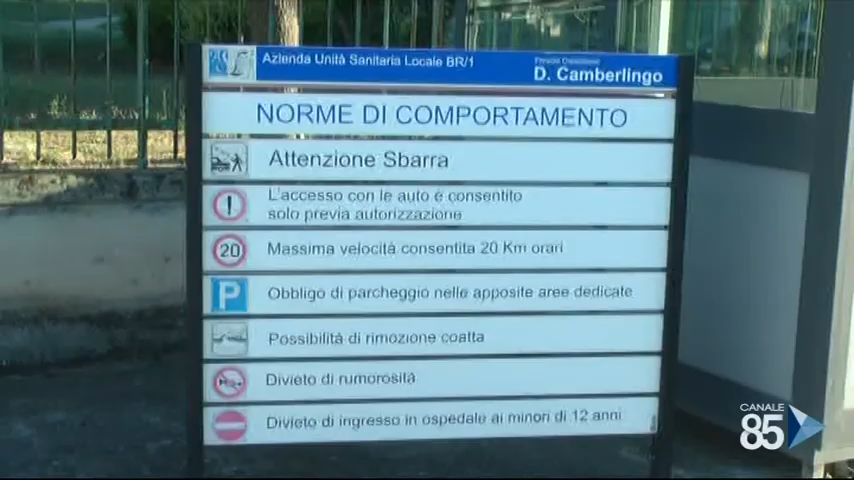 Azienda Unità Sanitaria Locale BR/1
D. Camberlingo
NORME DI COMPORTAMENTO
Attenzione Sbarra
!
L'accesso con le auto è consentito
solo previa autorizzazione
20
Massima velocità consentita 20 Km orari
P
Obbligo di parcheggio nelle apposite aree dedicate
Possibilità di rimozione coatta
Divieto di rumorosità
Divieto di ingresso in ospedale ai minori di 12 anni
CANALE
85